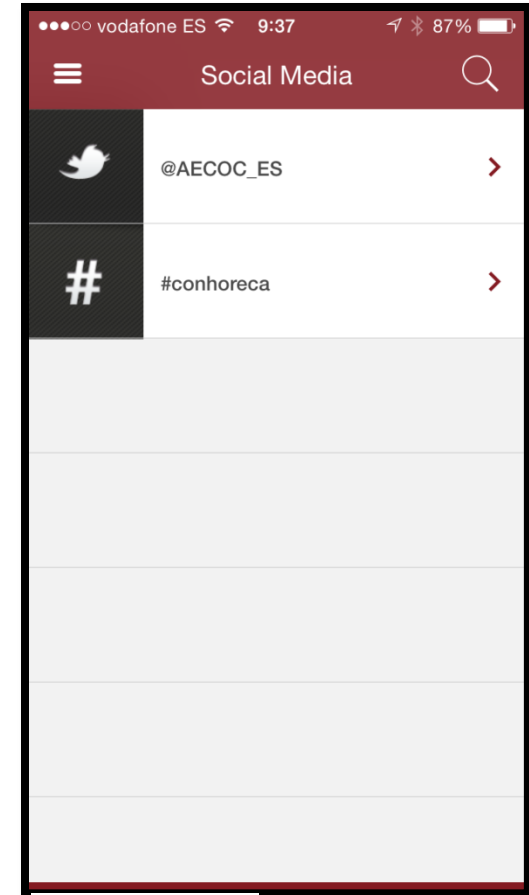 vodafone ES 9:37 87%
Social Media
@AECOC_ES
#
#conhoreca